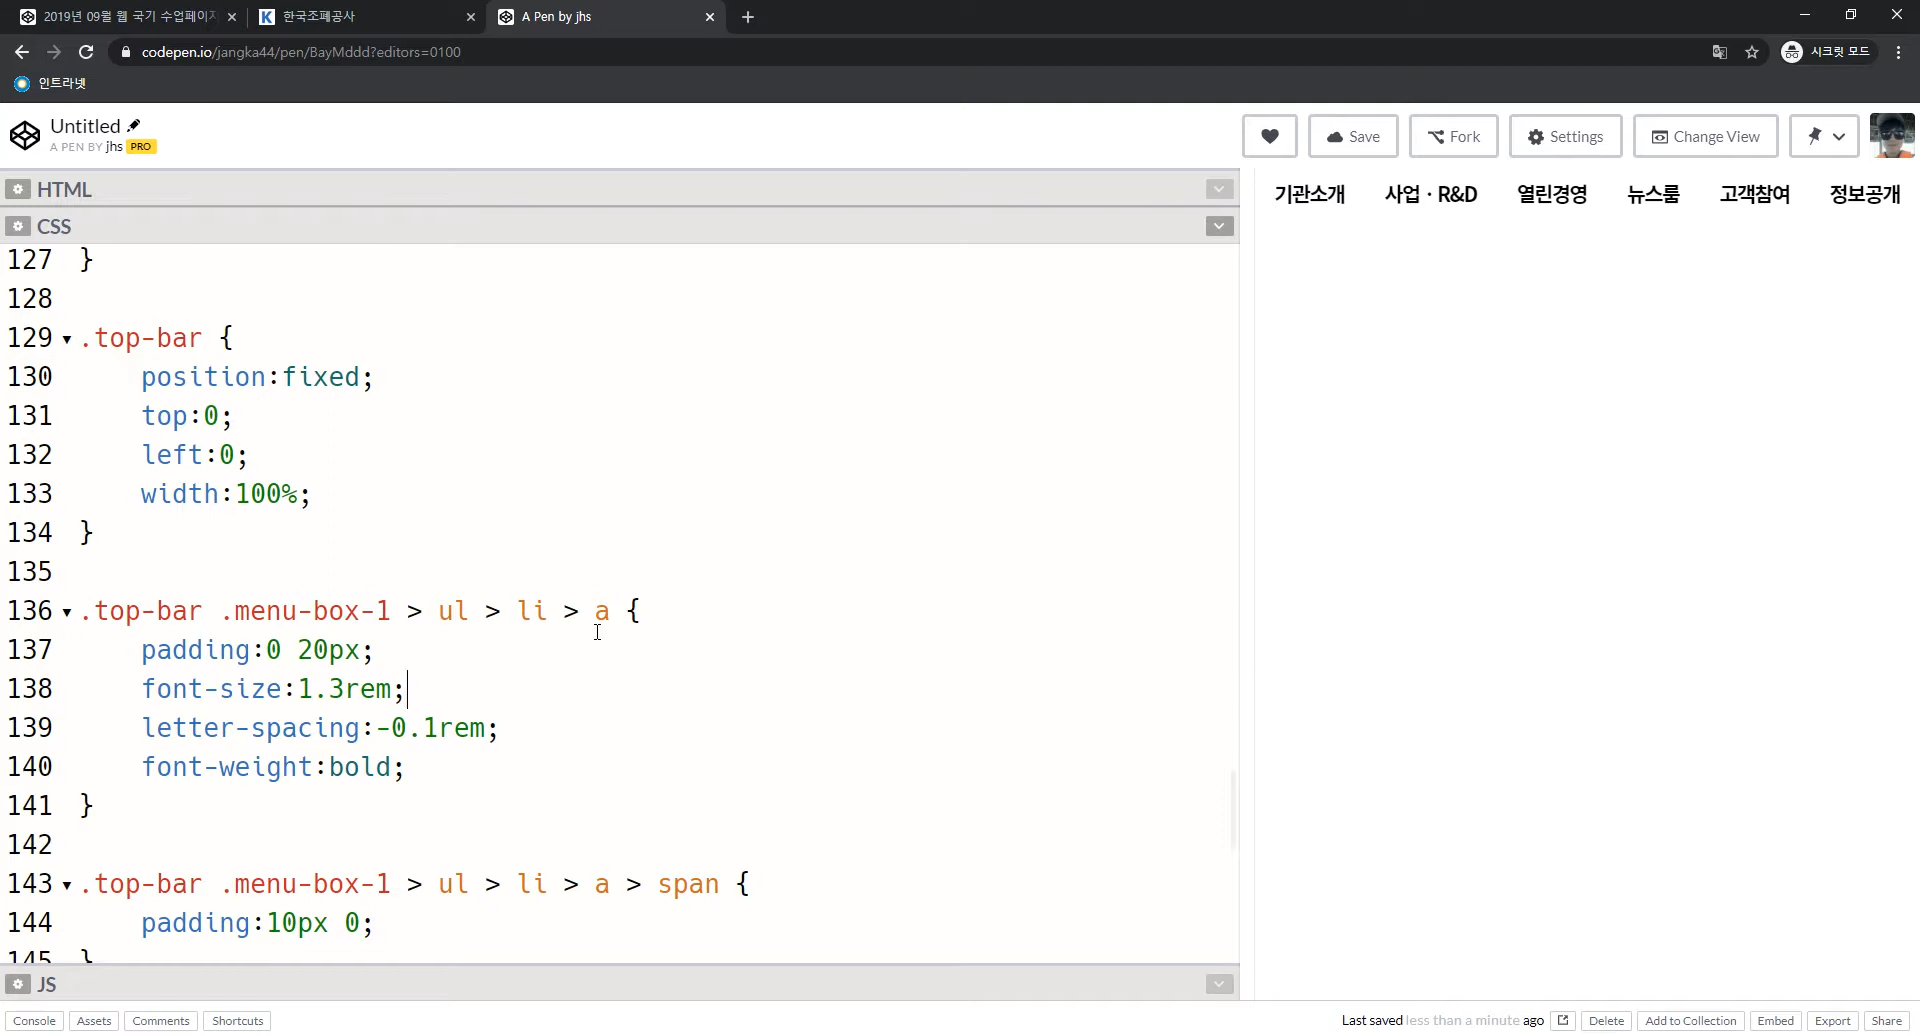 2019년 09월 웹 국기 수업페이지
한국조폐공사
A Pen by jhs
codepen.io/jangka44/pen/BayMddd?editors=0100
시크릿 모드
인트라넷
Untitled
A PEN BY jhs PRO
Save
Fork
Settings
Change View
HTML
CSS
127 }
128
129 .top-bar {
130 position:fixed;
131 top:0;
132 left:0;
133 width:100%;
134 }
135
136 .top-bar .menu-box-1 > ul > li > a {
137 padding:0 20px;
138 font-size:1.3rem;
139 letter-spacing:-0.1rem;
140 font-weight:bold;
141 }
142
143 .top-bar .menu-box-1 > ul > li > a > span {
144 padding:10px 0;
145 }
기관소개 사업 · R&D 열린경영 뉴스룸 고객참여 정보공개
JS
Console Assets Comments Shortcuts
Last saved less than a minute ago Delete Add to Collection Embed Export Share